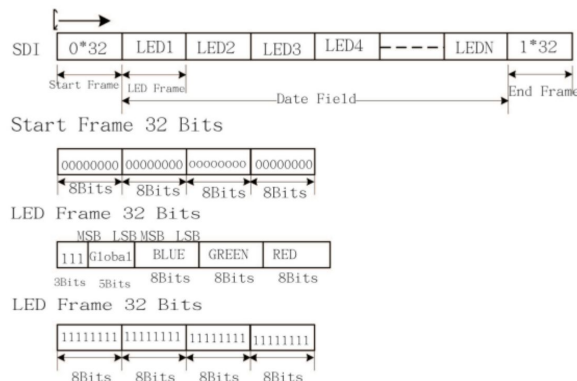 SDI 0*32 LED1 LED2 LED3 LED4 LEDN 1*32
Start Frame LED Frame Date Field End Frame
Start Frame 32 Bits
00000000 00000000 00000000 00000000
8Bits 8Bits 8Bits 8Bits
LED Frame 32 Bits
MSB LSB MSB LSB
111 Global BLUE GREEN RED
3Bits 5Bits 8Bits 8Bits 8Bits
LED Frame 32 Bits
11111111 11111111 11111111 11111111
8Bits 8Bits 8Bits 8Bits